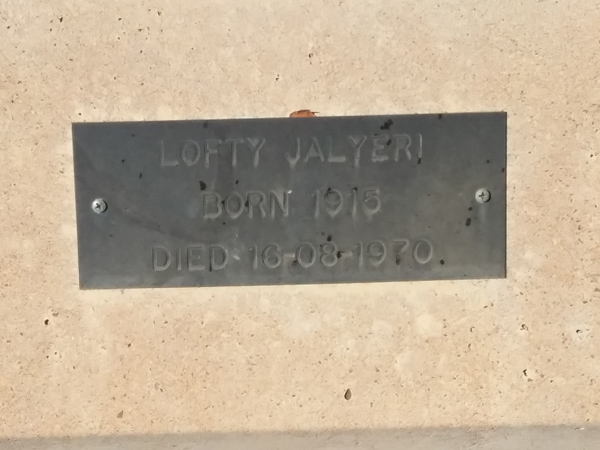 LOFTY JALYERI
BORN 1915
DIED 16-08-1970